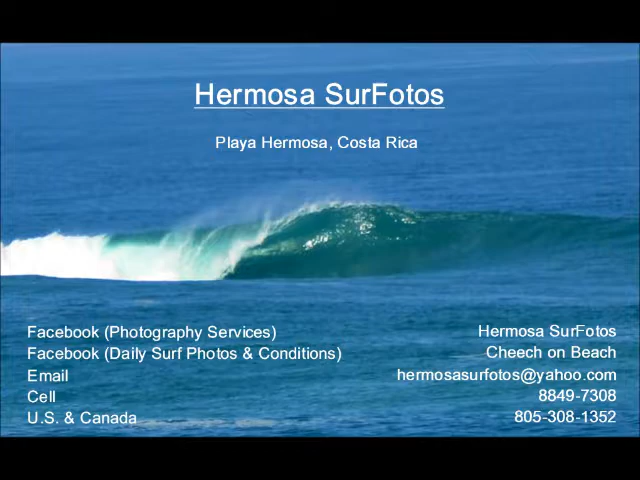 Hermosa SurFotos
Playa Hermosa, Costa Rica
Facebook (Photography Services) Hermosa SurFotos
Facebook (Daily Surf Photos & Conditions) Cheech on Beach
Email hermosasurfotos@yahoo.com
Cell 8849-7308
U.S. & Canada 805-308-1352